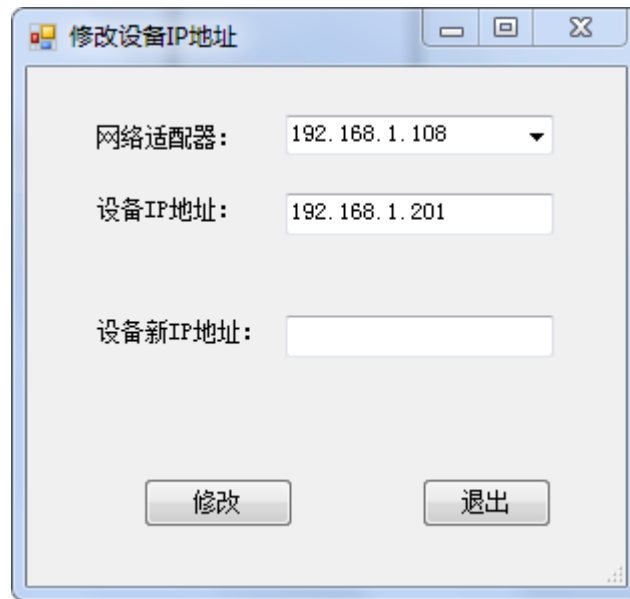 修改设备IP地址
网络适配器： 192.168.1.108
设备IP地址： 192.168.1.201
设备新IP地址：
修改 退出